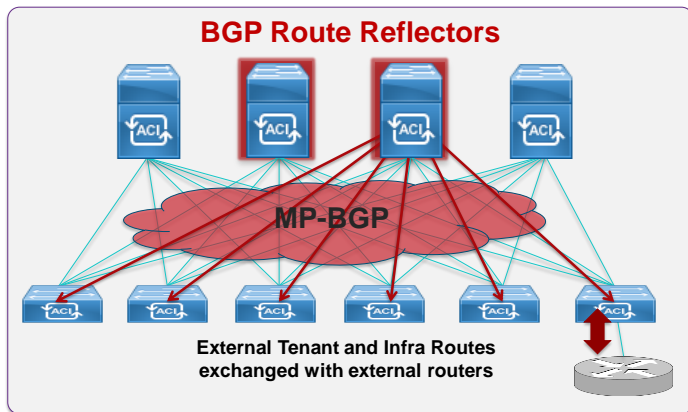 BGP Route Reflectors
ACI
ACI
ACI
ACI
MP-BGP
ACI
ACI
ACI
ACI
ACI
ACI
External Tenant and Infra Routes
exchanged with external routers